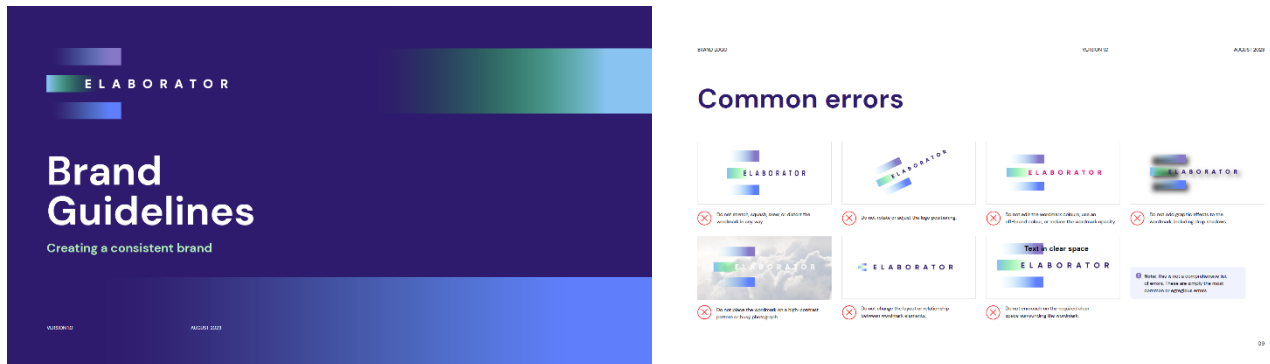 ELABORATOR
Brand
Guidelines
Creating a consistent brand
VERSION 1.0
AUGUST 2023
BRAND LOGO
VERSION 1.0
AUGUST 2023
Common errors
ELABORATOR
ELABORATOR
ELABORATOR
ELABORATOR
Do not stretch, squash, skew or distort the
wordmark in any way.
Do not rotate or adjust the logo positioning.
Do not edit the wordmark colours, use an
off-brand colour, or reduce the wordmark opacity.
Do not add graphic effects to the
wordmark, including drop shadows.
ELABORATOR
ELABORATOR
Text in clear space
ELABORATOR
Note: this is not a comprehensive list
of errors. These are simply the most
common or egregious errors.
Do not place the wordmark on a high-contrast
pattern or busy photograph.
Do not change the layout or relationship
between wordmark elements.
Do not encroach on the required clear
space surrounding the wordmark.
09